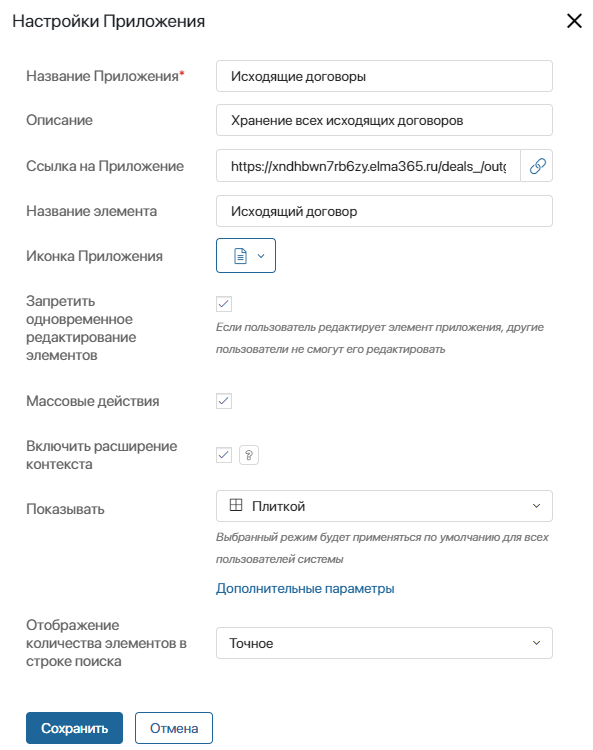 Настройки Приложения
Название Приложения* Исходящие договоры
Описание Хранение всех исходящих договоров
Ссылка на Приложение https://xndhbwn7rb6zy.elma365.ru/deals_/outg
Название элемента Исходящий договор
Иконка Приложения
Запретить
одновременное
редактирование
элементов
Если пользователь редактирует элемент приложения, другие
пользователи не смогут его редактировать
Массовые действия
Включить расширение
контекста
?
Показывать Плиткой
Выбранный режим будет применяться по умолчанию для всех
пользователей системы
Дополнительные параметры
Отображение
количества элементов в
строке поиска
Точное
Сохранить Отмена